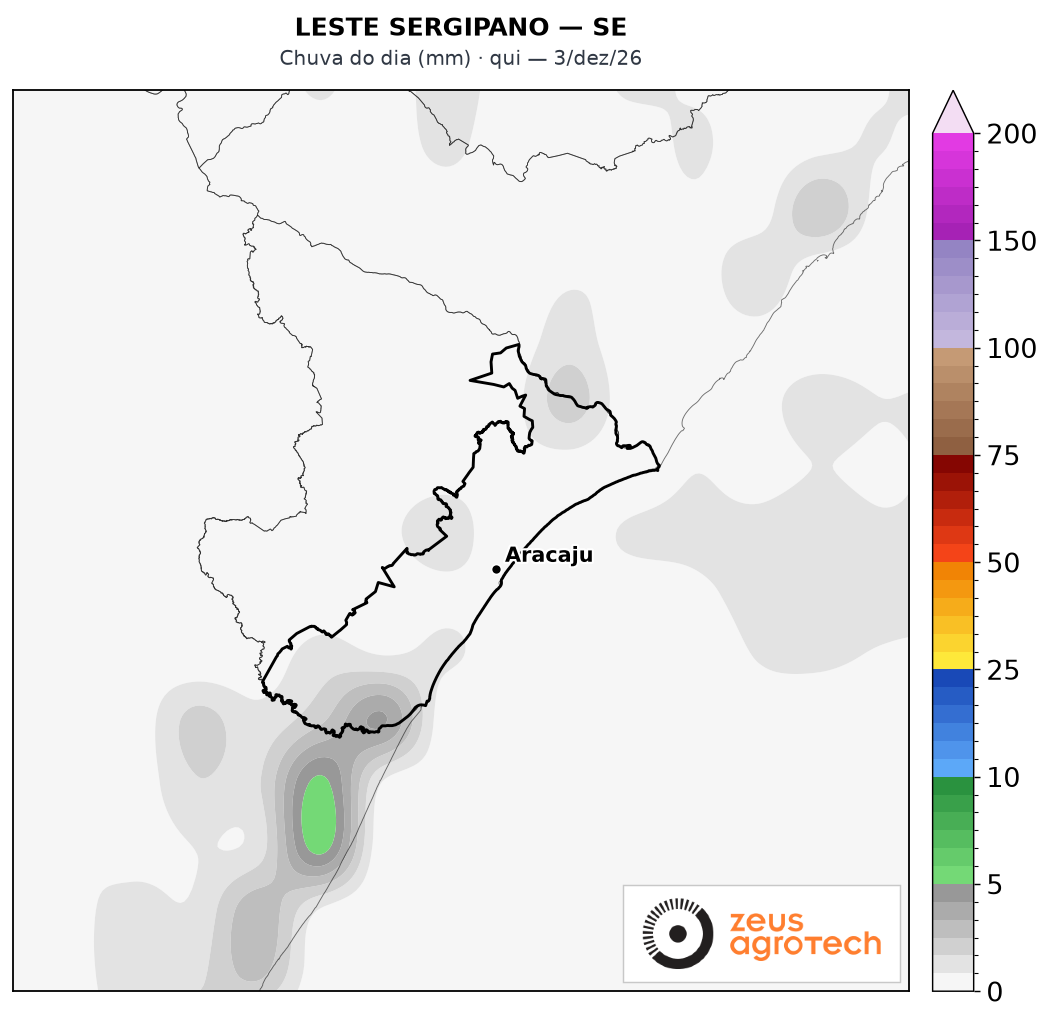 LESTE SERGIPANO — SE
Chuva do dia (mm) · qui — 3/dez/26
200
150
100
75
50
25
10
5
0
Aracaju
zeus
agrotech